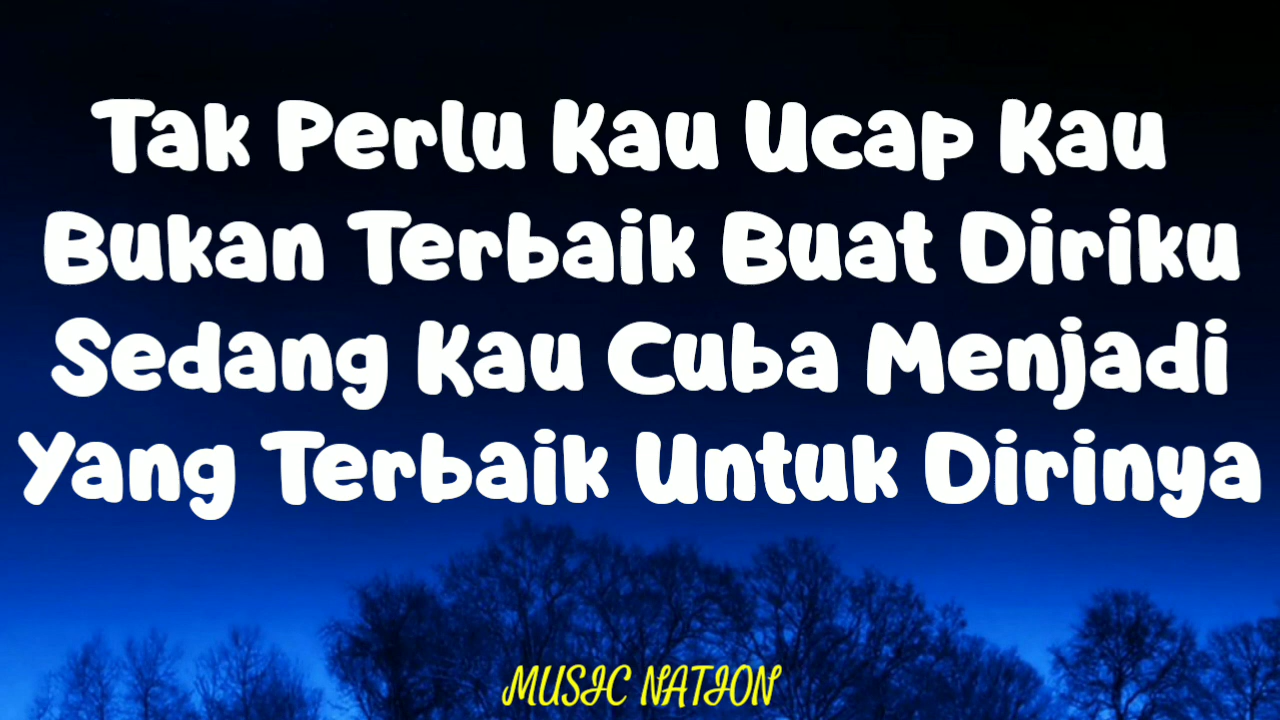 Tak Perlu Kau Ucap Kau
Bukan Terbaik Buat Diriku
Sedang Kau Cuba Menjadi
Yang Terbaik Untuk Dirinya
MUSIC NATION